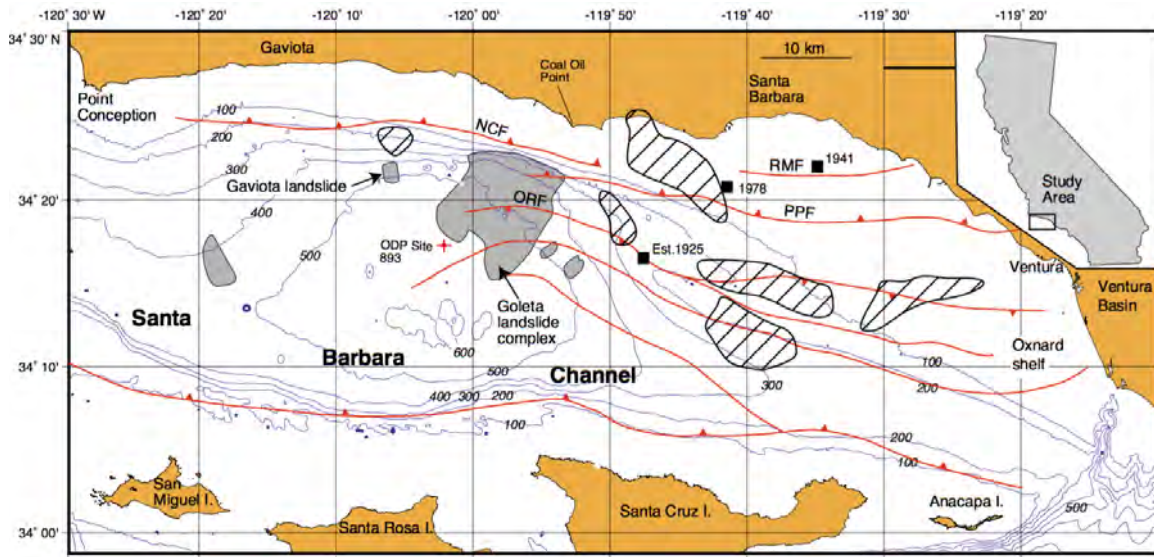 -120° 30'
-120° 20'
-120° 10'
-120° 00'
-119° 50'
-119° 40'
-119° 30'
-119° 20'
34° 30'
34° 20'
34° 10'
34° 00'
Gaviota
10 km
Coal Oil
Point
Santa
Barbara
Point
Conception
100
200
300
400
500
NCF
RMF
1941
1978
PPF
Study
Area
Gaviota landslide
ORF
ODP Site
893
Est.1925
Goleta
landslide
complex
Ventura
Ventura
Basin
Oxnard
shelf
Santa
Barbara
Channel
600
500
400
300
200
100
300
100
200
200
100
500
San
Miguel I.
Santa Rosa I.
Santa Cruz I.
Anacapa I.